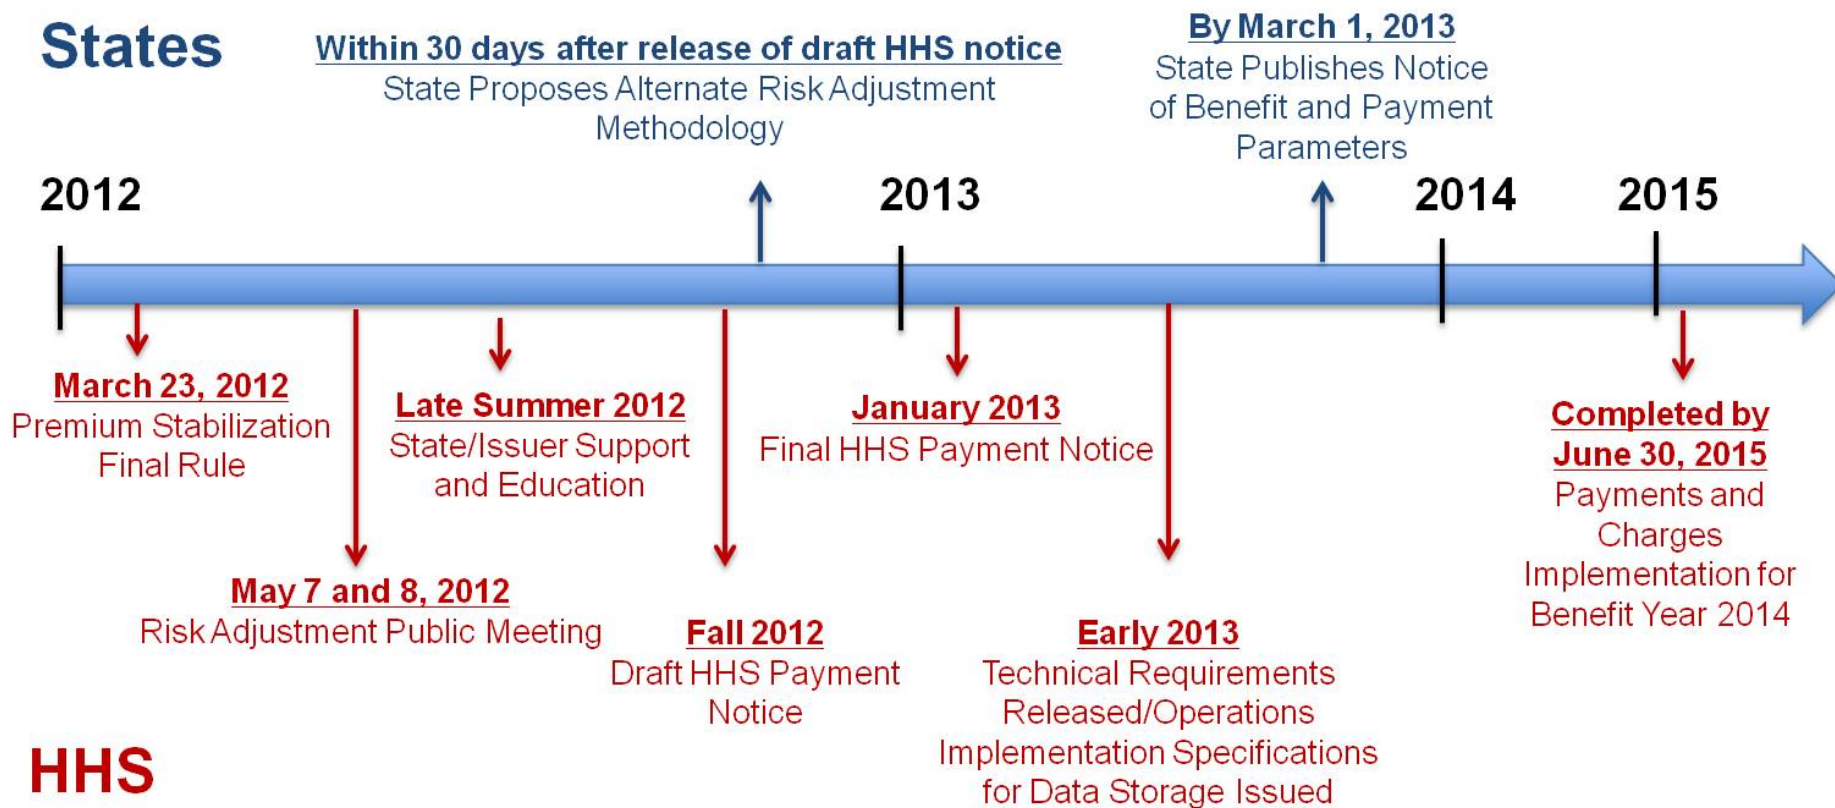 States
Within 30 days after release of draft HHS notice
State Proposes Alternate Risk Adjustment
Methodology
By March 1, 2013
State Publishes Notice
of Benefit and Payment
Parameters
2012
2013
2014
2015
March 23, 2012
Premium Stabilization
Final Rule
May 7 and 8, 2012
Risk Adjustment Public Meeting
Late Summer 2012
State/Issuer Support
and Education
Fall 2012
Draft HHS Payment
Notice
January 2013
Final HHS Payment Notice
Early 2013
Technical Requirements
Released/Operations
Implementation Specifications
for Data Storage Issued
Completed by
June 30, 2015
Payments and
Charges
Implementation for
Benefit Year 2014
HHS